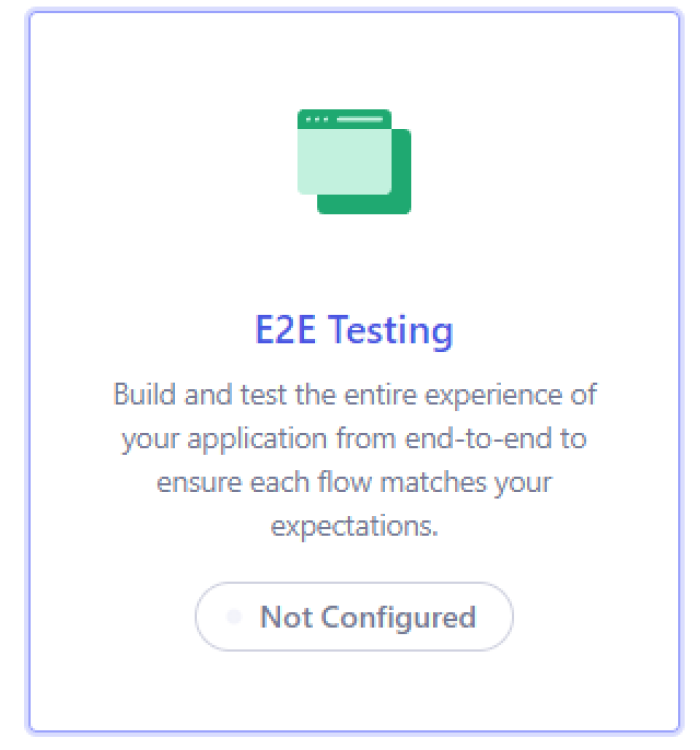 E2E Testing
Build and test the entire experience of
your application from end-to-end to
ensure each flow matches your
expectations.
Not Configured